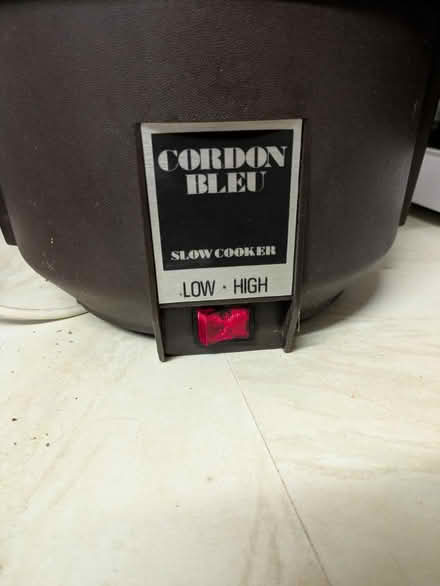 CORDON
BLEU
SLOW COOKER
LOW · HIGH